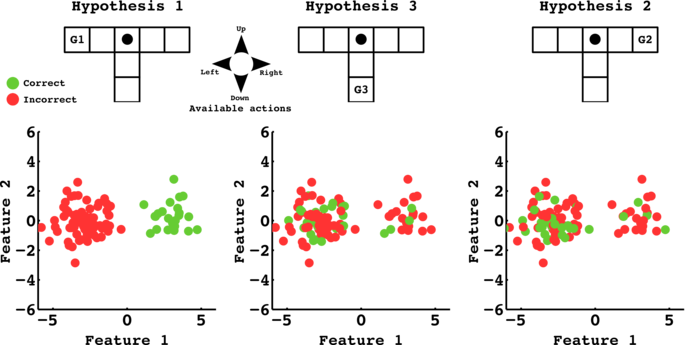 Hypothesis 1
Hypothesis 3
Hypothesis 2
G1
Up
Left
Right
Down
Available actions
G3
G2
Correct
Incorrect
6
4
2
0
−2
−4
−6
Feature 2
−5
0
5
Feature 1
6
4
2
0
−2
−4
−6
Feature 2
−5
0
5
Feature 1
6
4
2
0
−2
−4
−6
Feature 2
−5
0
5
Feature 1